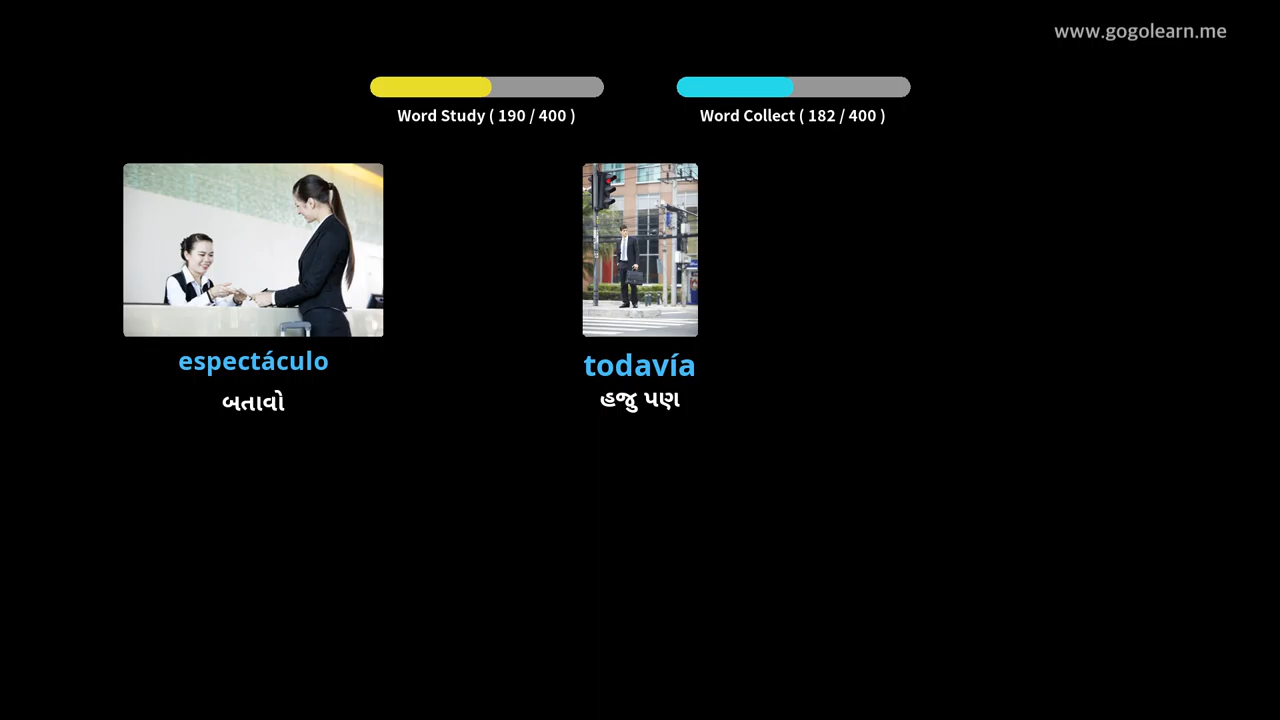 www.gogolearn.me
Word Study ( 190 / 400 )
Word Collect ( 182 / 400 )
espectáculo
બતાવો
todavía
હજુ પણ